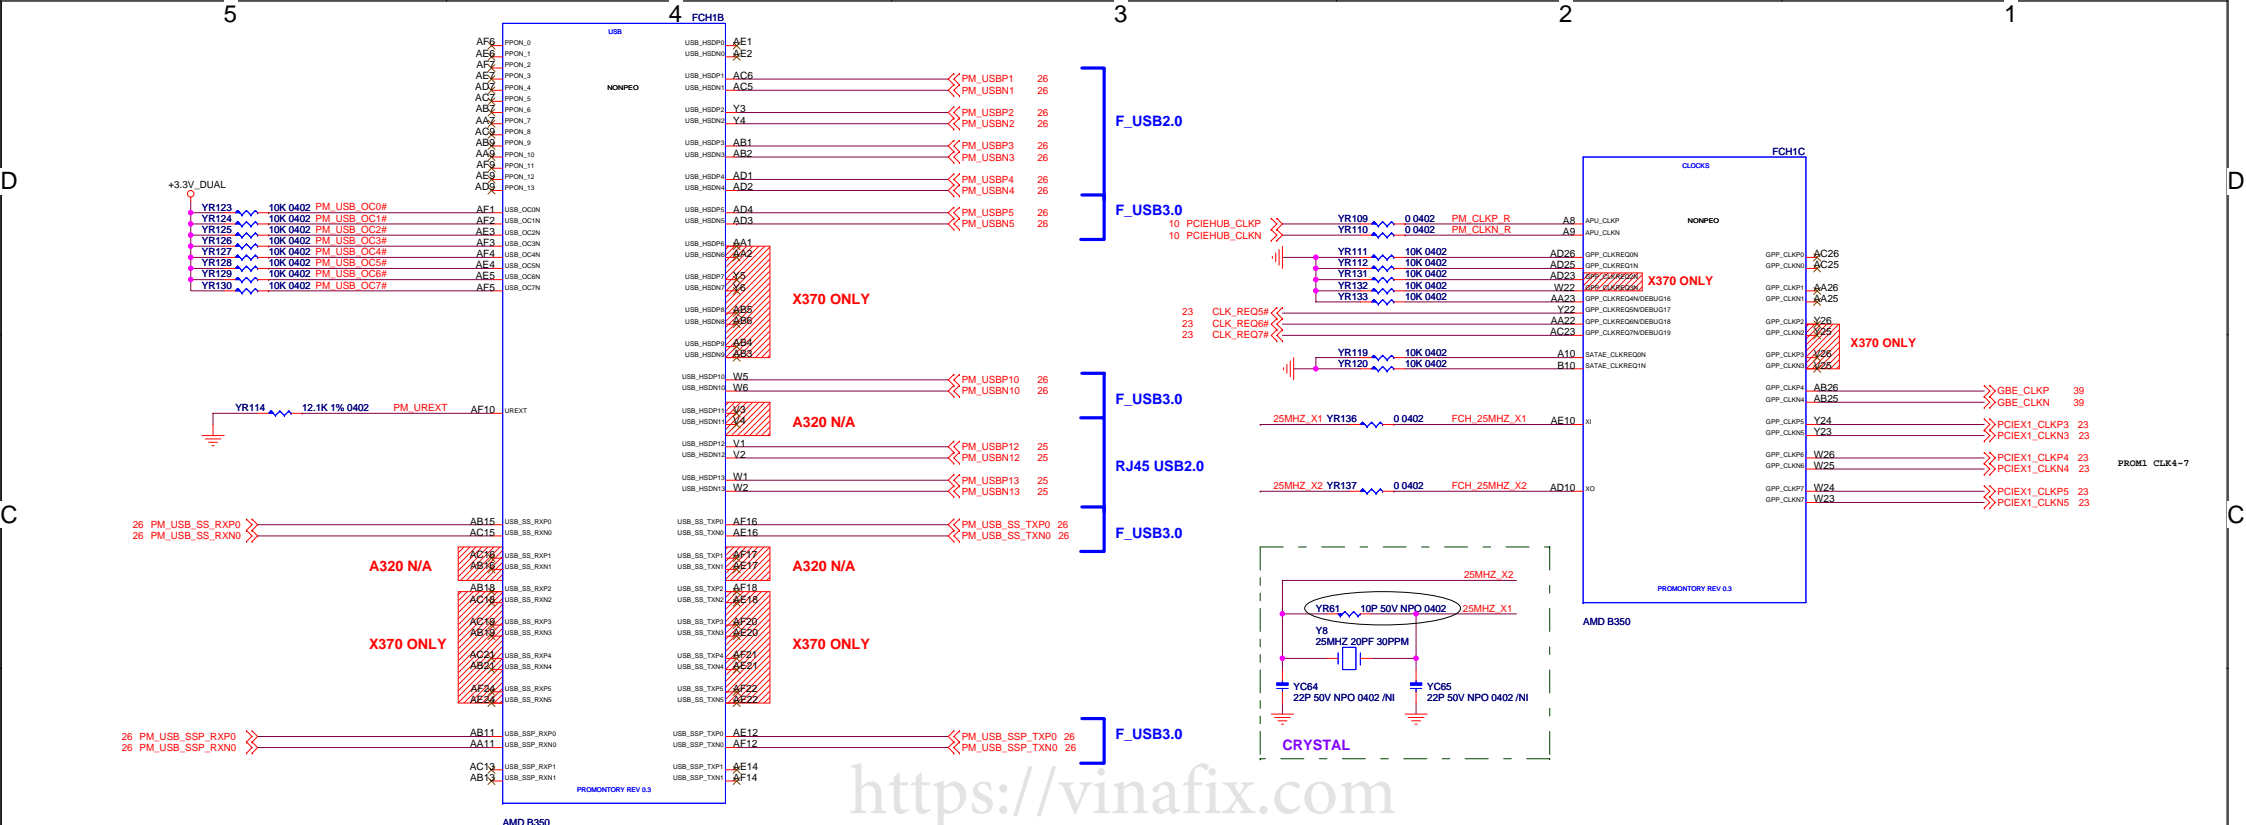 5 4 3 2 1
D
C
D
C
FCH1B
USB
NONPEO
AF6 PPON_0
AE6 PPON_1
AF7 PPON_2
AE7 PPON_3
AD7 PPON_4
AC7 PPON_5
AB7 PPON_6
AA7 PPON_7
AC9 PPON_8
AB9 PPON_9
AA9 PPON_10
AF9 PPON_11
AE9 PPON_12
AD9 PPON_13
+3.3V_DUAL
YR123 10K 0402 PM_USB_OC0# AF1 USB_OC0N
YR124 10K 0402 PM_USB_OC1# AF2 USB_OC1N
YR125 10K 0402 PM_USB_OC2# AE3 USB_OC2N
YR126 10K 0402 PM_USB_OC3# AF3 USB_OC3N
YR127 10K 0402 PM_USB_OC4# AF4 USB_OC4N
YR128 10K 0402 PM_USB_OC5# AE4 USB_OC5N
YR129 10K 0402 PM_USB_OC6# AE5 USB_OC6N
YR130 10K 0402 PM_USB_OC7# AF5 USB_OC7N
YR114 12.1K 1% 0402 PM_UREXT AF10 UREXT
26 PM_USB_SS_RXP0 AB15 USB_SS_RXP0
26 PM_USB_SS_RXN0 AC15 USB_SS_RXN0
AC16 USB_SS_RXP1
A320 N/A AB16 USB_SS_RXN1
AB18 USB_SS_RXP2
AC18 USB_SS_RXN2
AC19 USB_SS_RXP3
AB19 USB_SS_RXN3
X370 ONLY
AC21 USB_SS_RXP4
AB21 USB_SS_RXN4
AF24 USB_SS_RXP5
AE24 USB_SS_RXN5
26 PM_USB_SSP_RXP0 AB11 USB_SSP_RXP0
26 PM_USB_SSP_RXN0 AA11 USB_SSP_RXN0
AC13 USB_SSP_RXP1
AB13 USB_SSP_RXN1
PROMONTORY REV 0.3
AMD B350
USB_HSDP0 AE1
USB_HSDN0 AE2
USB_HSDP1 AC6 PM_USBP1 26
USB_HSDN1 AC5 PM_USBN1 26
USB_HSDP2 Y3 PM_USBP2 26
USB_HSDN2 Y4 PM_USBN2 26
F_USB2.0
USB_HSDP3 AB1 PM_USBP3 26
USB_HSDN3 AB2 PM_USBN3 26
USB_HSDP4 AD1 PM_USBP4 26
USB_HSDN4 AD2 PM_USBN4 26
USB_HSDP5 AD4 PM_USBP5 26
F_USB3.0
USB_HSDN5 AD3 PM_USBN5 26
USB_HSDP6 AA1
USB_HSDN6 AA2
USB_HSDP7 Y5
USB_HSDN7 Y6
X370 ONLY
USB_HSDP8 AB5
USB_HSDN8 AB6
USB_HSDP9 AB4
USB_HSDN9 AB3
USB_HSDP10 W5 PM_USBP10 26
USB_HSDN10 W6 PM_USBN10 26
F_USB3.0
USB_HSDP11 V3
USB_HSDN11 V4 A320 N/A
USB_HSDP12 V1 PM_USBP12 25
USB_HSDN12 V2 PM_USBN12 25
RJ45 USB2.0
USB_HSDP13 W1 PM_USBP13 25
USB_HSDN13 W2 PM_USBN13 25
USB_SS_TXP0 AF16 PM_USB_SS_TXP0 26
USB_SS_TXN0 AE16 PM_USB_SS_TXN0 26
F_USB3.0
USB_SS_TXP1 AF17
USB_SS_TXN1 AE17 A320 N/A
USB_SS_TXP2 AF18
USB_SS_TXN2 AE18
USB_SS_TXP3 AF20
USB_SS_TXN3 AE20
X370 ONLY
USB_SS_TXP4 AF21
USB_SS_TXN4 AE21
USB_SS_TXP5 AF22
USB_SS_TXN5 AE22
USB_SSP_TXP0 AE12 PM_USB_SSP_TXP0 26
F_USB3.0
USB_SSP_TXN0 AF12 PM_USB_SSP_TXN0 26
USB_SSP_TXP1 AE14
USB_SSP_TXN1 AF14
FCH1C
CLOCKS
NONPEO
10 PCIEHUB_CLKP YR109 0 0402 PM_CLKP_R A8 APU_CLKP
10 PCIEHUB_CLKN YR110 0 0402 PM_CLKN_R A9 APU_CLKN
YR111 10K 0402 AD26 GPP_CLKREQ0N
YR112 10K 0402 AD25 GPP_CLKREQ1N
YR131 10K 0402 AD23 GPP_CLKREQ2N
X370 ONLY
YR132 10K 0402 W22 GPP_CLKREQ3N
YR133 10K 0402 AA23 GPP_CLKREQ4N/DEBUG16
23 CLK_REQ5# Y22 GPP_CLKREQ5N/DEBUG17
23 CLK_REQ6# AA22 GPP_CLKREQ6N/DEBUG18
23 CLK_REQ7# AC23 GPP_CLKREQ7N/DEBUG19
YR119 10K 0402 A10 SATAE_CLKREQ0N
YR120 10K 0402 B10 SATAE_CLKREQ1N
25MHZ_X1 YR136 0 0402 FCH_25MHZ_X1 AE10 XI
25MHZ_X2 YR137 0 0402 FCH_25MHZ_X2 AD10 XO
GPP_CLKP0 AC26
GPP_CLKN0 AC25
GPP_CLKP1 AA26
GPP_CLKN1 AA25
GPP_CLKP2 Y26
GPP_CLKN2 Y25
X370 ONLY
GPP_CLKP3 V26
GPP_CLKN3 V25
GPP_CLKP4 AB26 GBE_CLKP 39
GPP_CLKN4 AB25 GBE_CLKN 39
GPP_CLKP5 Y24 PCIEX1_CLKP3 23
GPP_CLKN5 Y23 PCIEX1_CLKN3 23
GPP_CLKP6 W26 PCIEX1_CLKP4 23
GPP_CLKN6 W25 PCIEX1_CLKN4 23
PROM1 CLK4~7
GPP_CLKP7 W24 PCIEX1_CLKP5 23
GPP_CLKN7 W23 PCIEX1_CLKN5 23
PROMONTORY REV 0.3
AMD B350
25MHZ_X2
YR61 10P 50V NPO 0402 25MHZ_X1
Y8
25MHZ 20PF 30PPM
YC64
22P 50V NPO 0402 /NI
YC65
22P 50V NPO 0402 /NI
CRYSTAL
https://vinafix.com